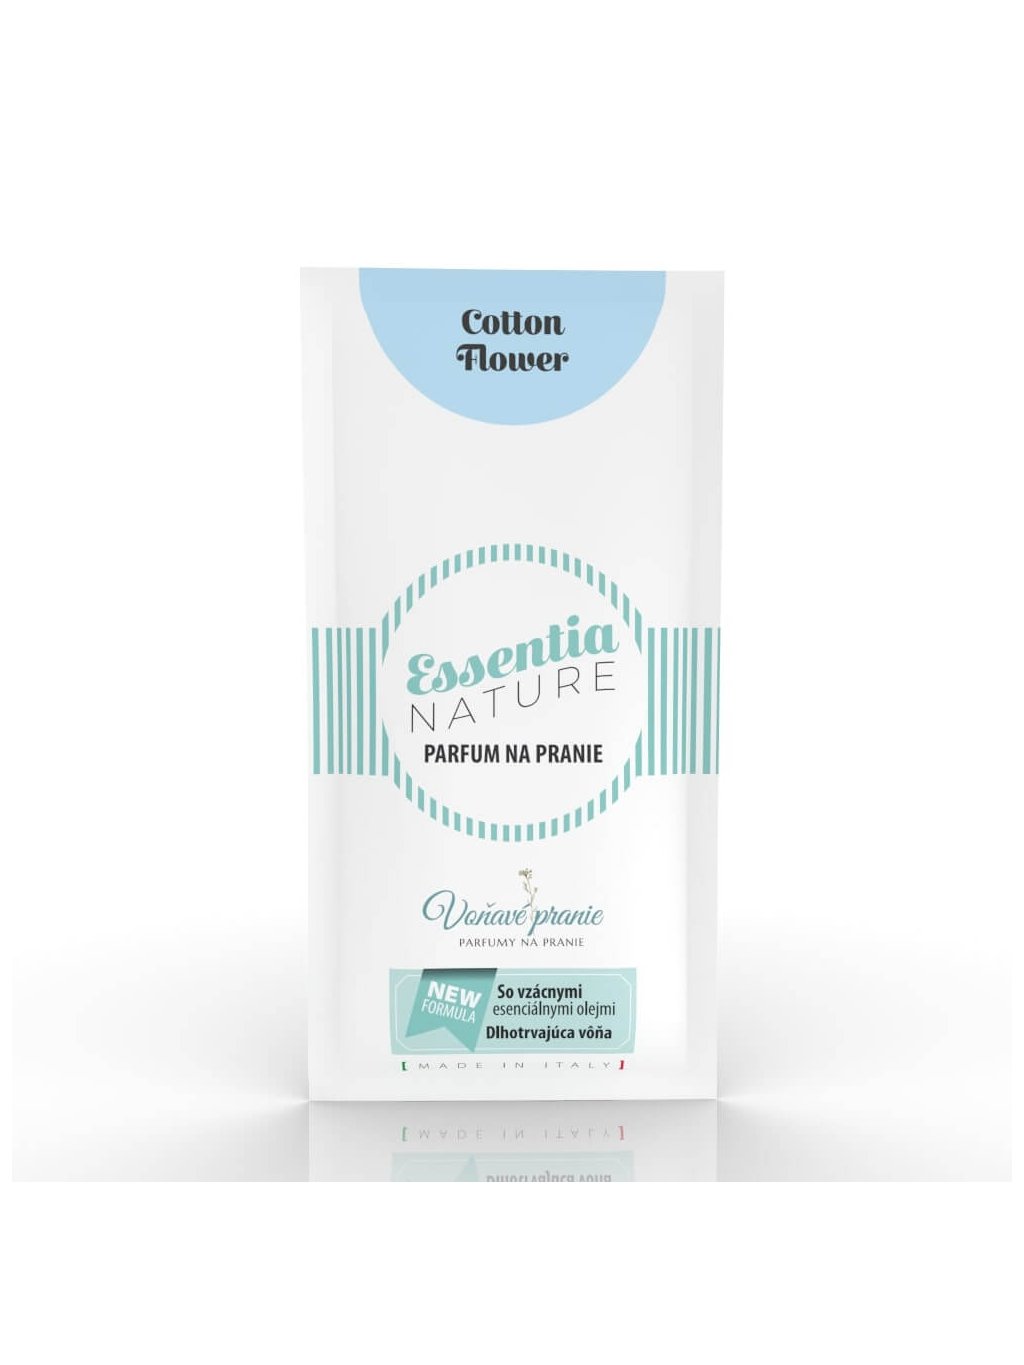 Cotton
Flower
Essentia
NATURE
PARFUM NA PRANIE
Voňavé pranie
PARFUMY NA PRANIE
NEW
FORMULA
So vzácnymi
esenciálnymi olejmi
Dlhotrvajúca vôňa
[ MADE IN ITALY ]